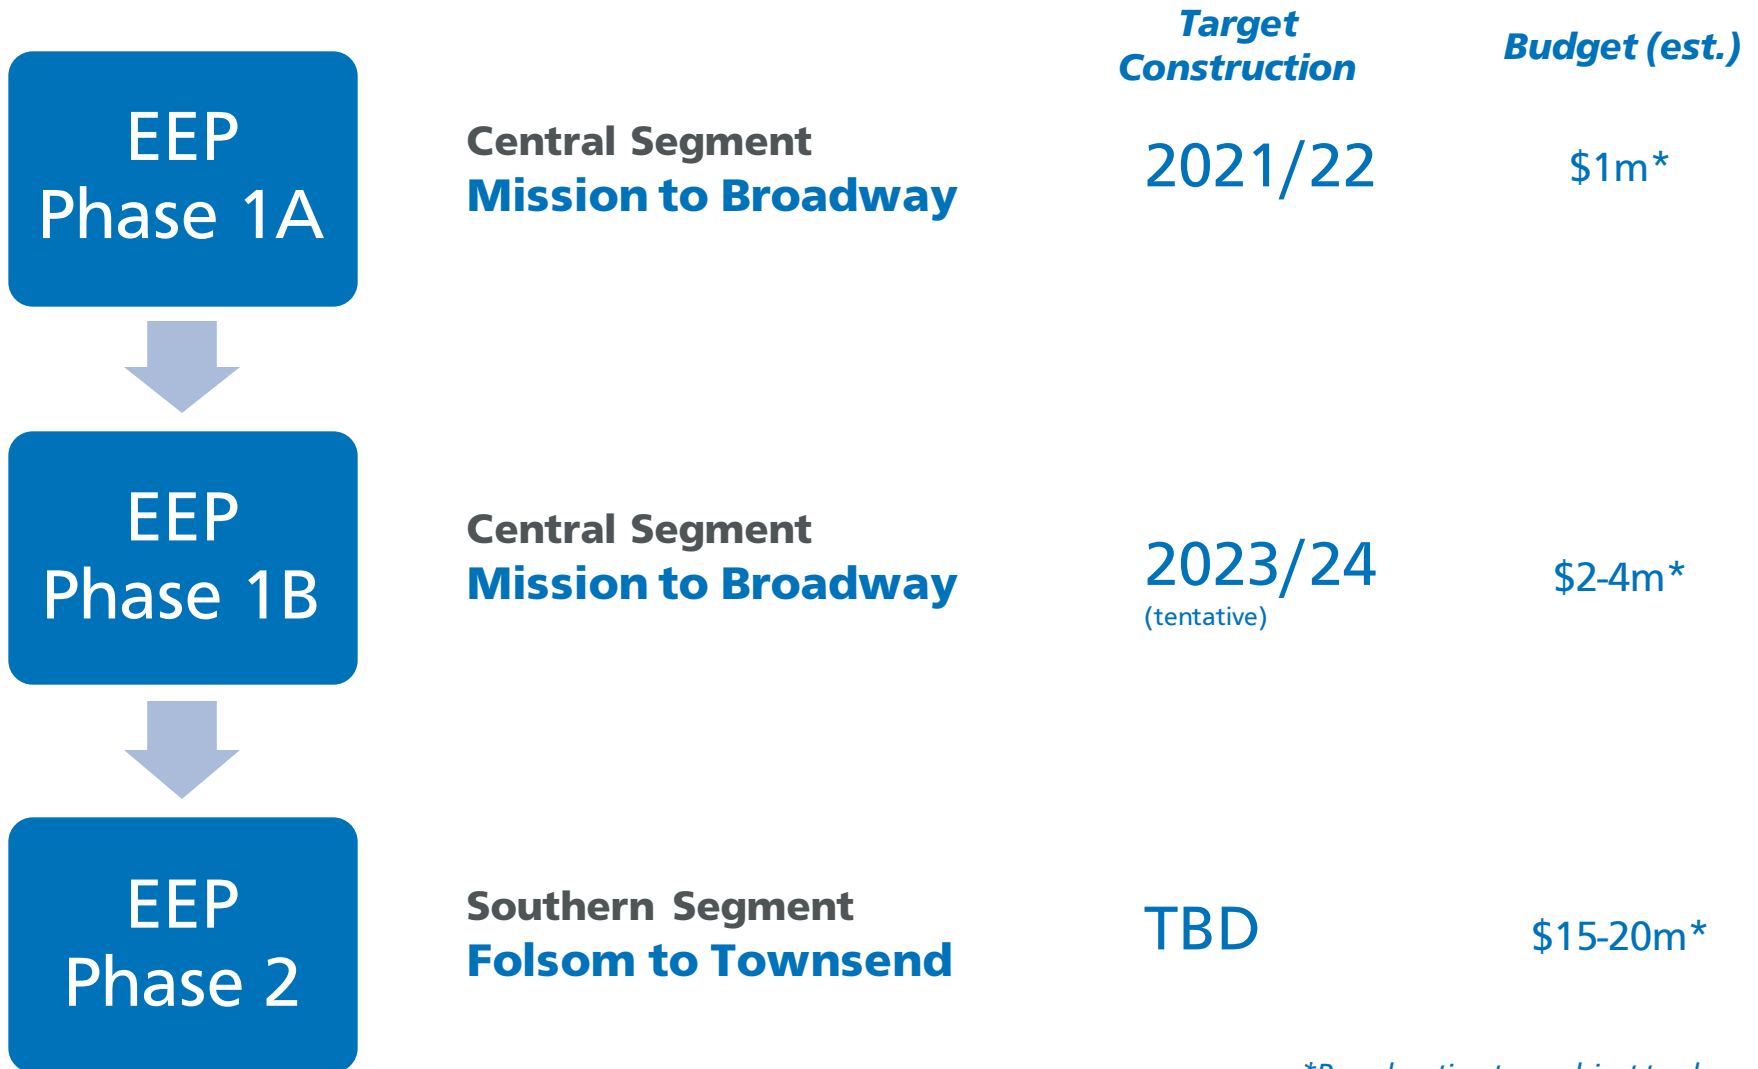 Target
Construction
Budget (est.)
EEP
Phase 1A
Central Segment
Mission to Broadway
2021/22
$1m*
EEP
Phase 1B
Central Segment
Mission to Broadway
2023/24
(tentative)
$2-4m*
EEP
Phase 2
Southern Segment
Folsom to Townsend
TBD
$15-20m*